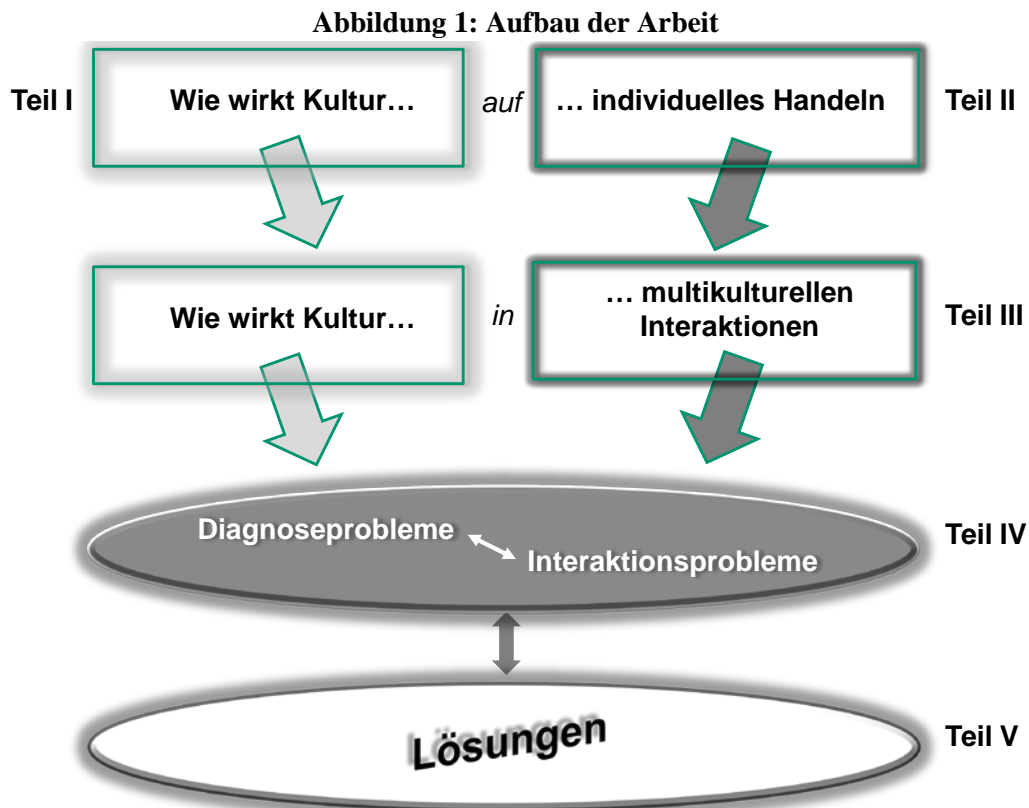 Abbildung 1: Aufbau der Arbeit
Teil I
Wie wirkt Kultur…
auf
… individuelles Handeln
Teil II
Wie wirkt Kultur…
in
… multikulturellen
Interaktionen
Teil III
Diagnoseprobleme
Interaktionsprobleme
Teil IV
Lösungen
Teil V